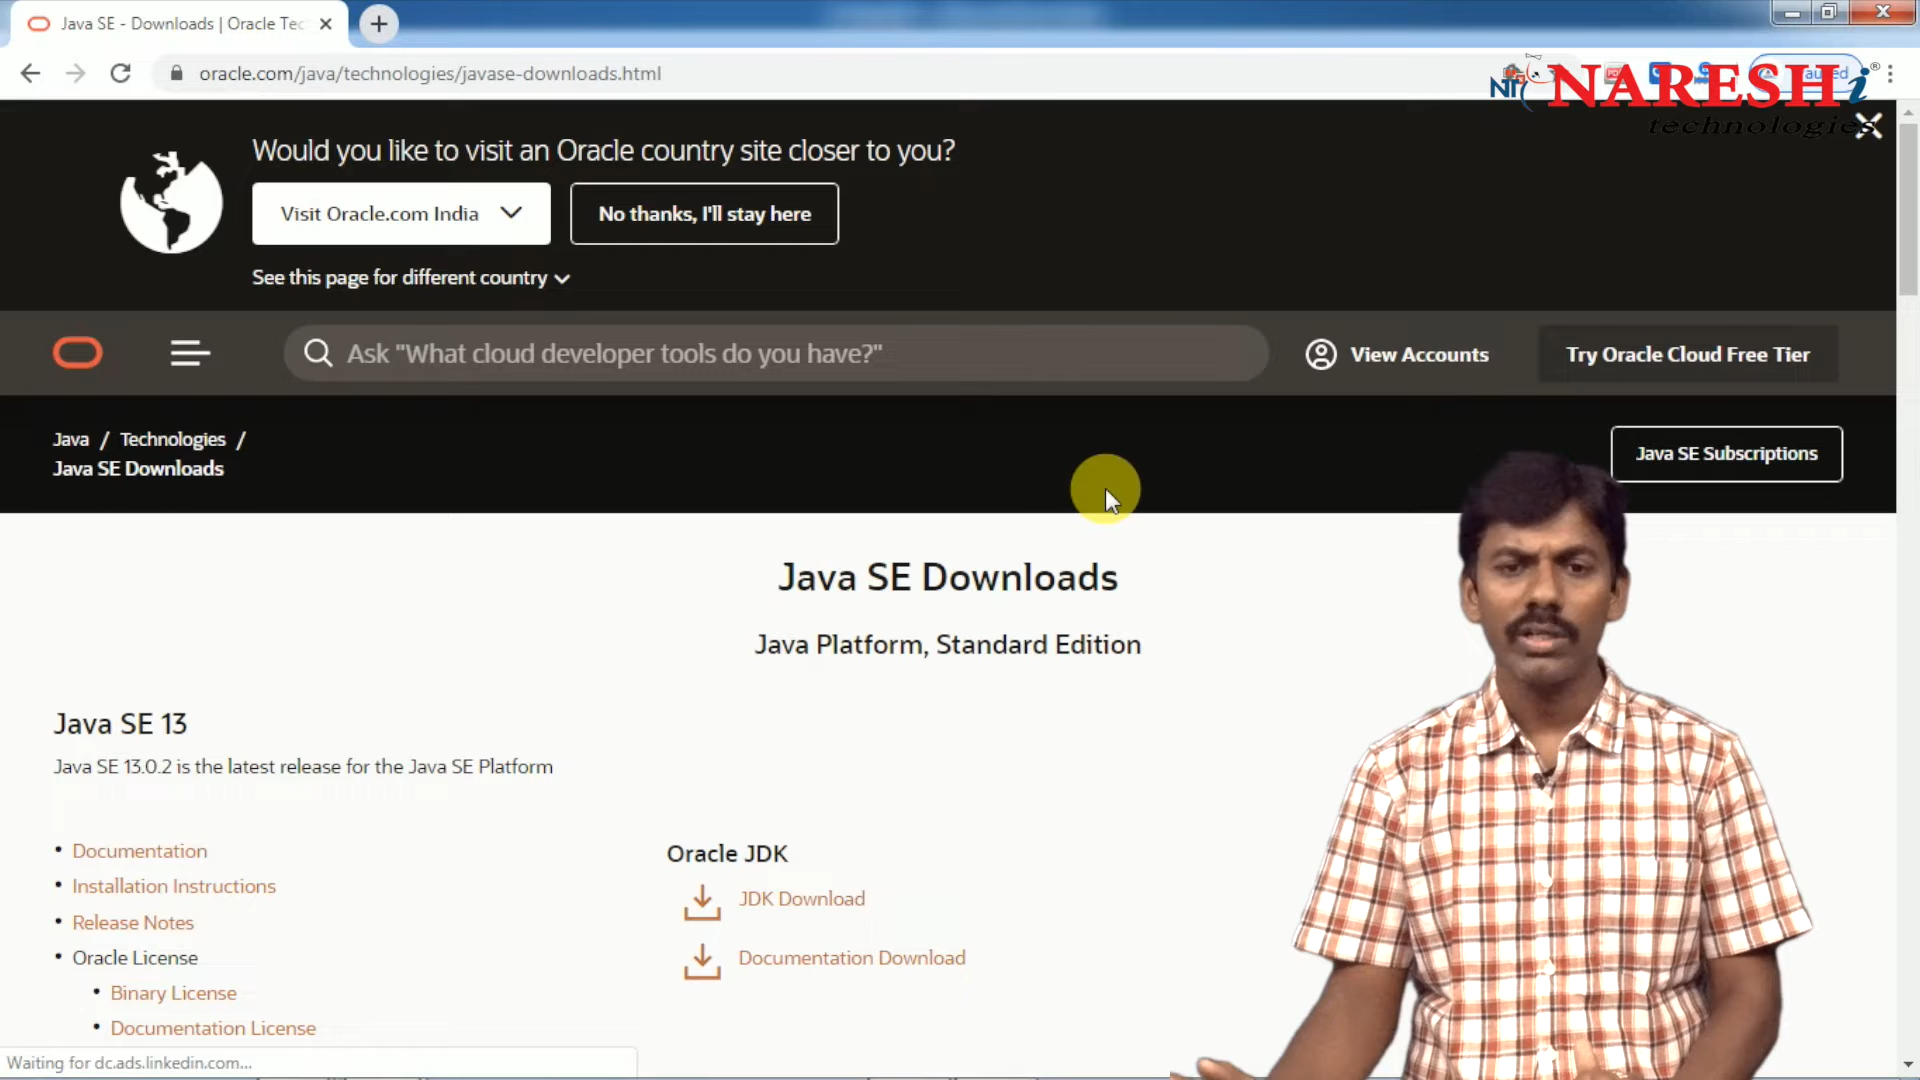 Java SE - Downloads | Oracle Tec
oracle.com/java/technologies/javase-downloads.html
NARESH i ®
technologies
Would you like to visit an Oracle country site closer to you?
Visit Oracle.com India
No thanks, I'll stay here
See this page for different country
Ask "What cloud developer tools do you have?"
View Accounts
Try Oracle Cloud Free Tier
Java / Technologies /
Java SE Downloads
Java SE Subscriptions
Java SE Downloads
Java Platform, Standard Edition
Java SE 13
Java SE 13.0.2 is the latest release for the Java SE Platform
• Documentation
• Installation Instructions
• Release Notes
• Oracle License
• Binary License
• Documentation License
Oracle JDK
JDK Download
Documentation Download
Waiting for dc.ads.linkedin.com...